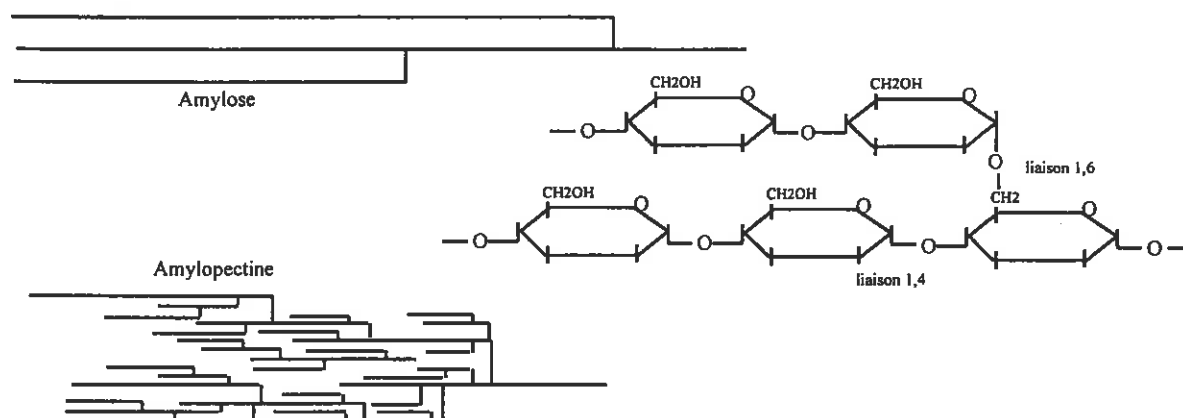 Amylose
CH2OH O CH2OH O
O O O
liaison 1,6
CH2OH O CH2OH O CH2 O
O O O O
Amylopectine
liaison 1,4